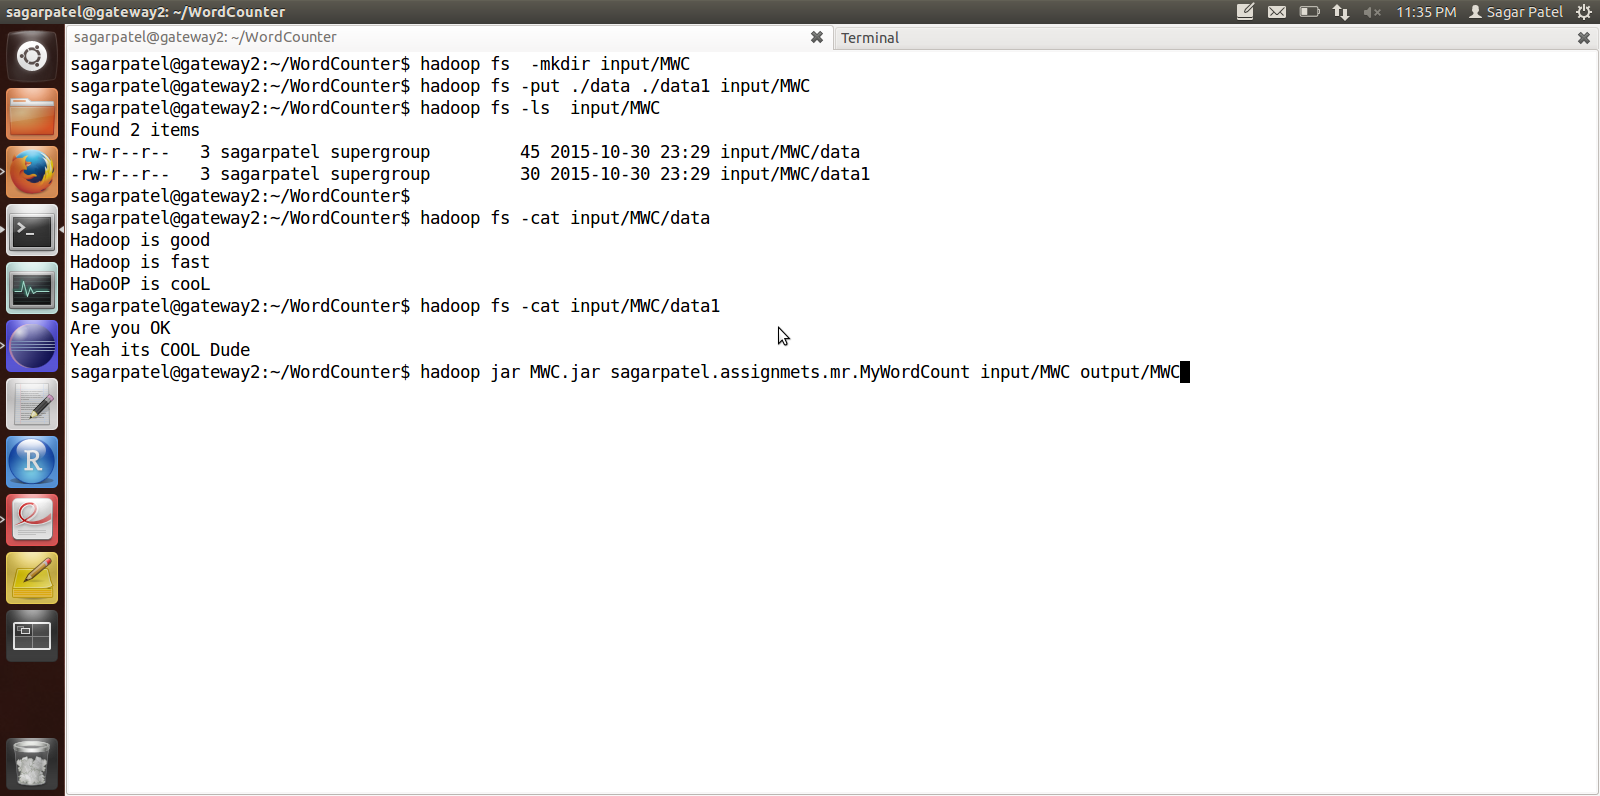 sagarpatel@gateway2: ~/WordCounter
11:35 PM Sagar Patel
sagarpatel@gateway2: ~/WordCounter
Terminal
sagarpatel@gateway2:~/WordCounter$ hadoop fs  -mkdir input/MWC
sagarpatel@gateway2:~/WordCounter$ hadoop fs -put ./data ./data1 input/MWC
sagarpatel@gateway2:~/WordCounter$ hadoop fs -ls  input/MWC
Found 2 items
-rw-r--r--   3 sagarpatel supergroup         45 2015-10-30 23:29 input/MWC/data
-rw-r--r--   3 sagarpatel supergroup         30 2015-10-30 23:29 input/MWC/data1
sagarpatel@gateway2:~/WordCounter$
sagarpatel@gateway2:~/WordCounter$ hadoop fs -cat input/MWC/data
Hadoop is good
Hadoop is fast
HaDoOP is cooL
sagarpatel@gateway2:~/WordCounter$ hadoop fs -cat input/MWC/data1
Are you OK
Yeah its COOL Dude
sagarpatel@gateway2:~/WordCounter$ hadoop jar MWC.jar sagarpatel.assignmets.mr.MyWordCount input/MWC output/MWC
R